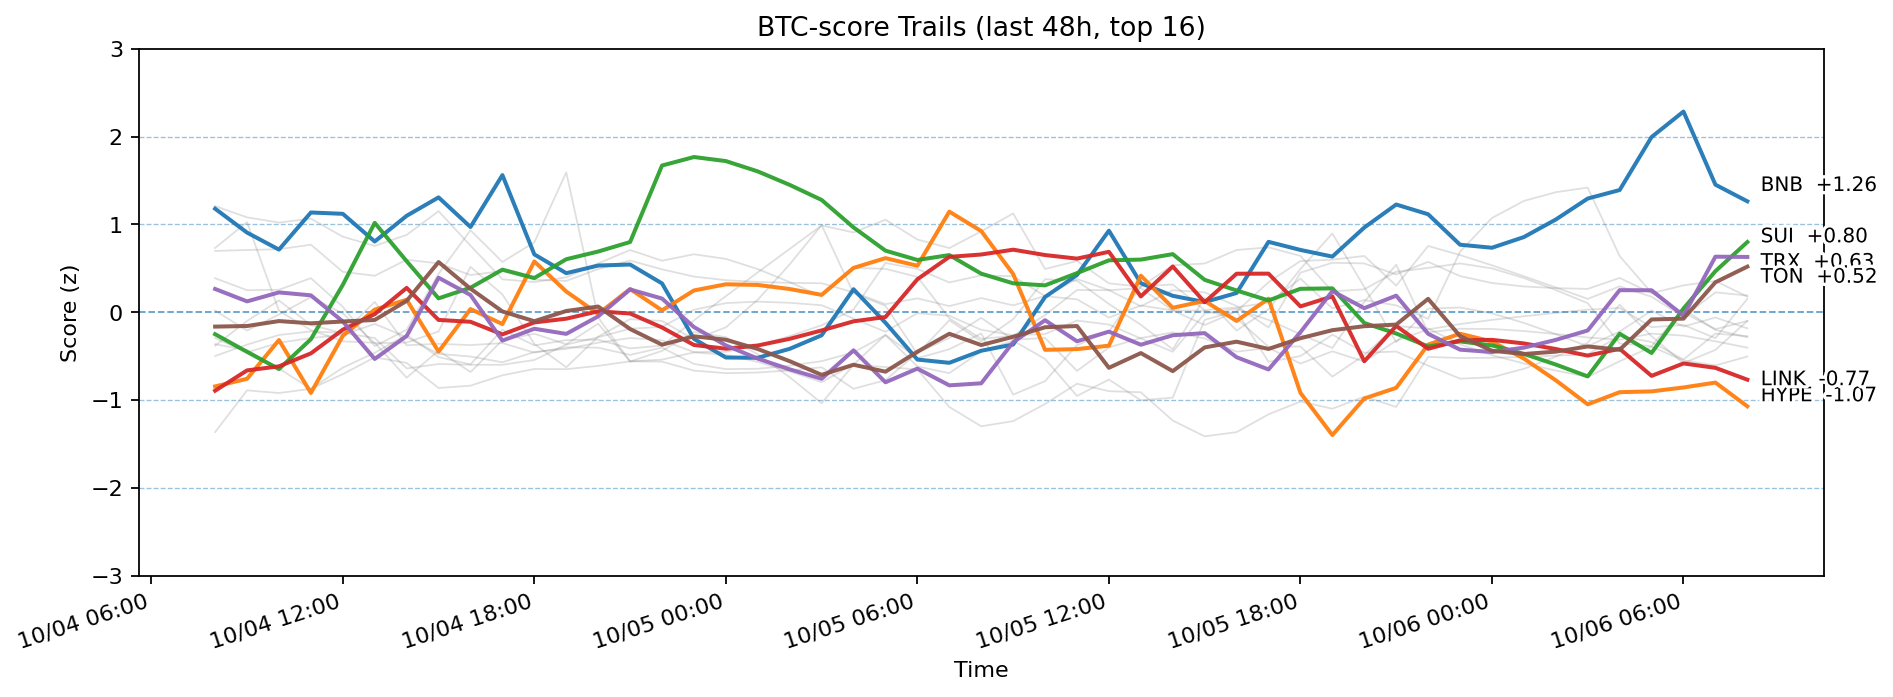 BTC-score Trails (last 48h, top 16)
Score (z)
3
2
1
0
−1
−2
−3
BNB +1.26
SUI +0.80
TRX +0.63
TON +0.52
LINK -0.77
HYPE -1.07
10/04 06:00
10/04 12:00
10/04 18:00
10/05 00:00
10/05 06:00
10/05 12:00
10/05 18:00
10/06 00:00
10/06 06:00
Time